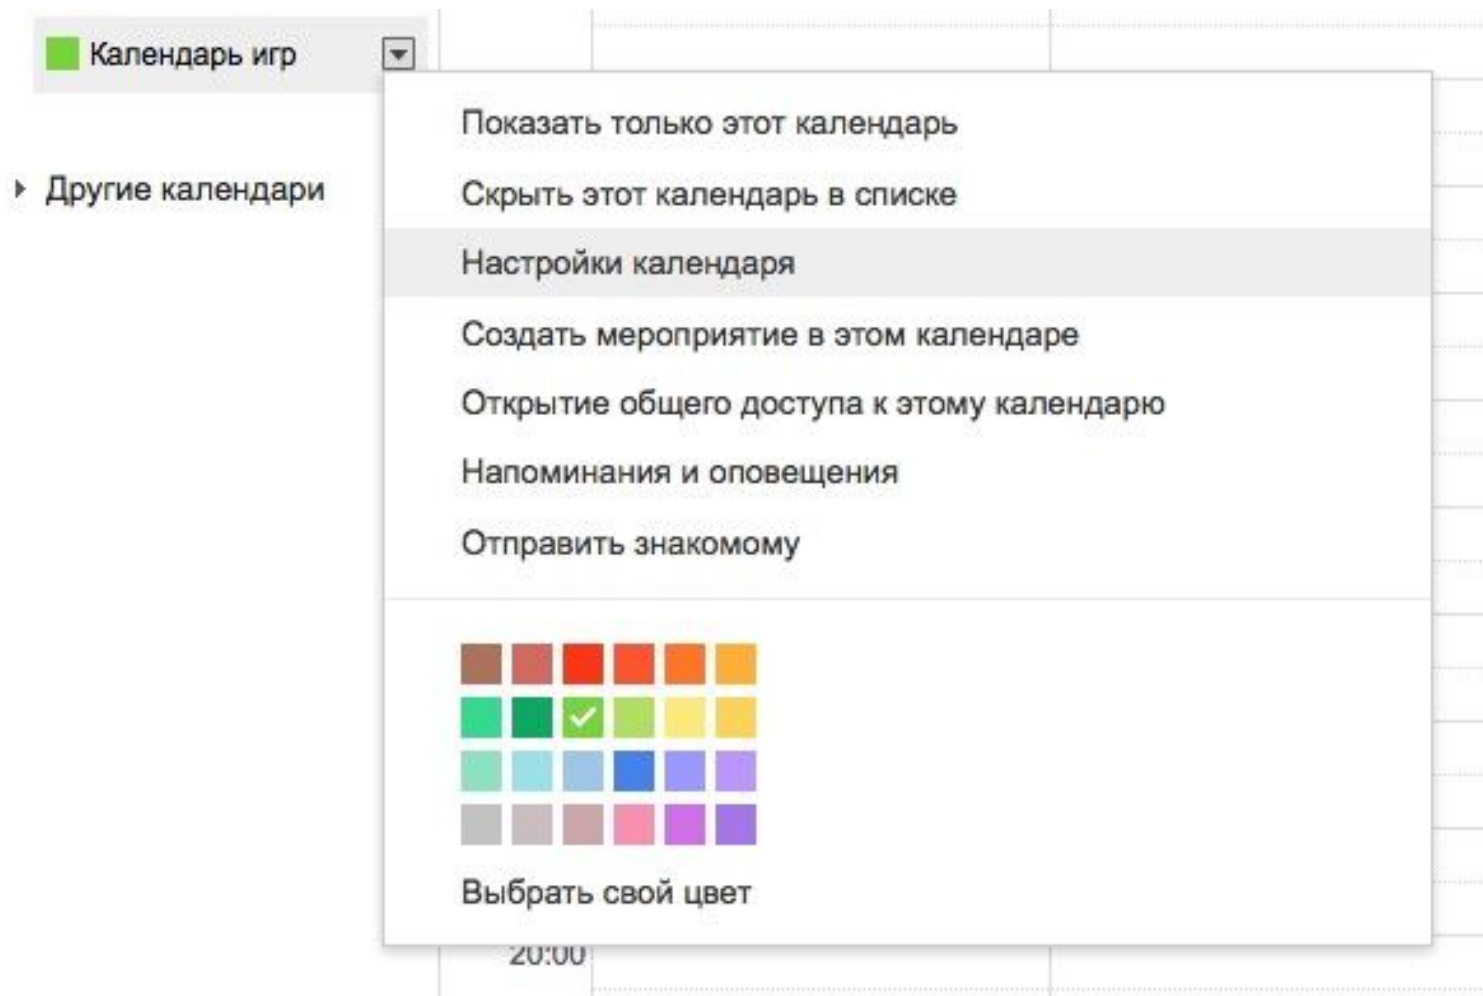 Календарь игр
Показать только этот календарь
Другие календари
Скрыть этот календарь в списке
Настройки календаря
Создать мероприятие в этом календаре
Открытие общего доступа к этому календарю
Напоминания и оповещения
Отправить знакомому
Выбрать свой цвет
20:00